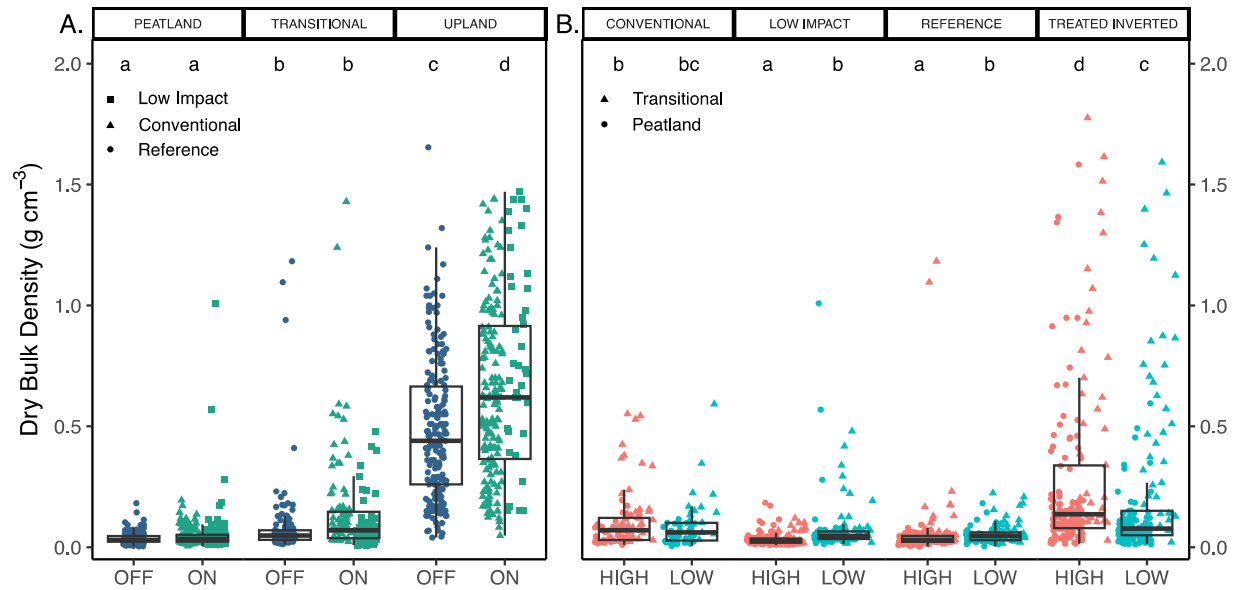 A. PEATLAND TRANSITIONAL UPLAND
2.0 a a b b c d
Low Impact
Conventional
Reference
1.5
1.0
0.5
0.0
Dry Bulk Density (g cm⁻³)
OFF ON OFF ON OFF ON
B. CONVENTIONAL LOW IMPACT REFERENCE TREATED INVERTED
b bc a b a b d c 2.0
Transitional
Peatland
1.5
1.0
0.5
0.0
HIGH LOW HIGH LOW HIGH LOW HIGH LOW